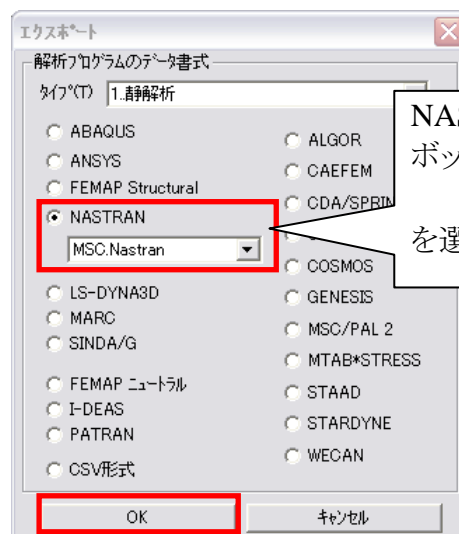 エクスポート
解析プログラムのデータ書式
タイプ(T) 1..静解析
ABAQUS
ANSYS
FEMAP Structural
NASTRAN
MSC.Nastran
LS-DYNA3D
MARC
SINDA/G
FEMAP ニュートラル
I-DEAS
PATRAN
CSV形式
ALGOR
CAEFEM
CDA/SPRIN
COSMOS
GENESIS
MSC/PAL 2
MTAB*STRESS
STAAD
STARDYNE
WECAN
OK
キャンセル
NAS
ボッ
を選